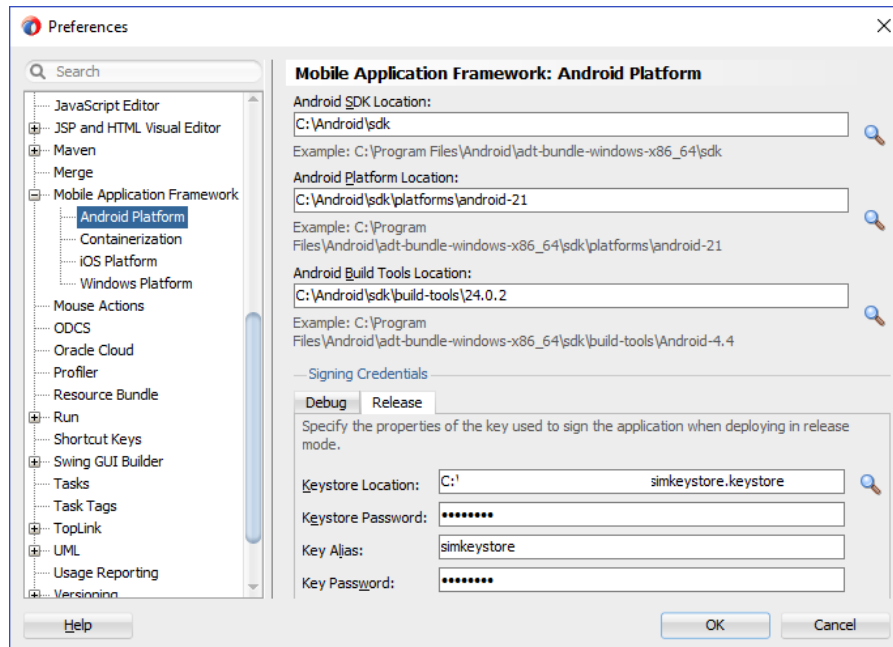 Preferences
Search
JavaScript Editor
JSP and HTML Visual Editor
Maven
Merge
Mobile Application Framework
Android Platform
Containerization
iOS Platform
Windows Platform
Mouse Actions
ODCS
Oracle Cloud
Profiler
Resource Bundle
Run
Shortcut Keys
Swing GUI Builder
Tasks
Task Tags
TopLink
UML
Usage Reporting
Versioning
Mobile Application Framework: Android Platform
Android SDK Location:
C:\Android\sdk
Example: C:\Program Files\Android\adt-bundle-windows-x86_64\sdk
Android Platform Location:
C:\Android\sdk\platforms\android-21
Example: C:\Program
Files\Android\adt-bundle-windows-x86_64\sdk\platforms\android-21
Android Build Tools Location:
C:\Android\sdk\build-tools\24.0.2
Example: C:\Program
Files\Android\adt-bundle-windows-x86_64\sdk\build-tools\Android-4.4
Signing Credentials
Debug Release
Specify the properties of the key used to sign the application when deploying in release
mode.
Keystore Location: C:\ simkeystore.keystore
Keystore Password: ••••••••
Key Alias: simkeystore
Key Password: ••••••••
Help OK Cancel